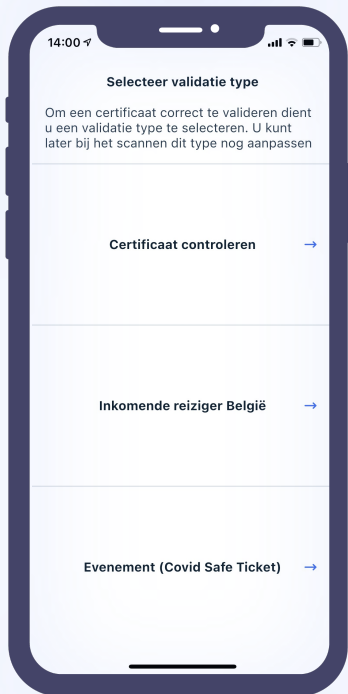 14:00
Selecteer validatie type
Om een certificaat correct te valideren dient
u een validatie type te selecteren. U kunt
later bij het scannen dit type nog aanpassen
Certificaat controleren →
Inkomende reiziger België →
Evenement (Covid Safe Ticket) →